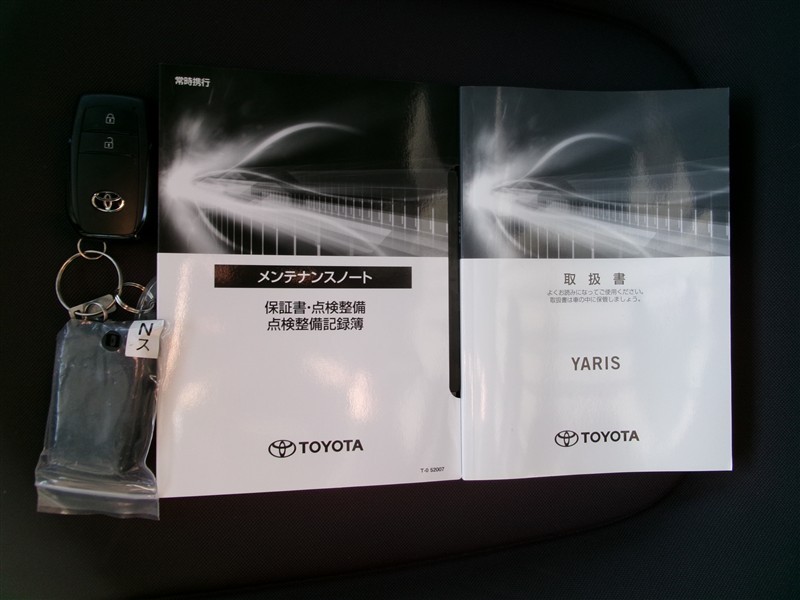 常時携行
メンテナンスノート
保証書・点検整備
点検整備記録簿
TOYOTA
T-6 52007
取扱書
よくお読みになってご使用ください。
取扱書は車の中に保管しましょう。
YARIS
TOYOTA
N
ス